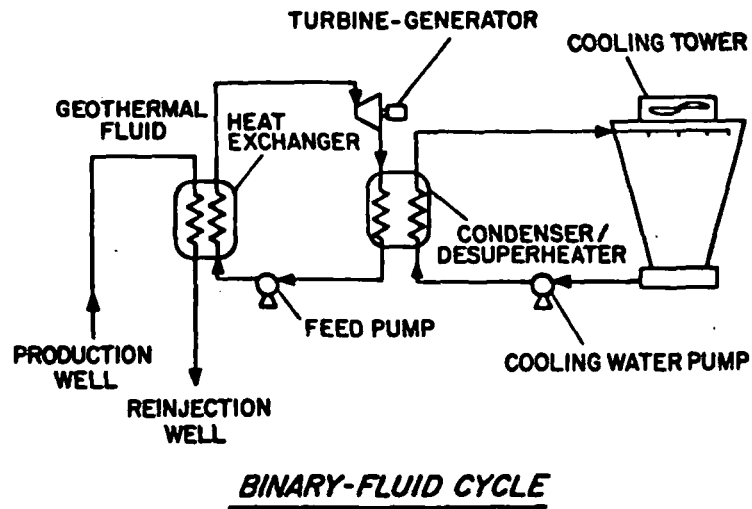 TURBINE-GENERATOR
COOLING TOWER
GEOTHERMAL
FLUID
HEAT
EXCHANGER
CONDENSER/
DESUPERHEATER
FEED PUMP
PRODUCTION
WELL
COOLING WATER PUMP
REINJECTION
WELL
BINARY-FLUID CYCLE